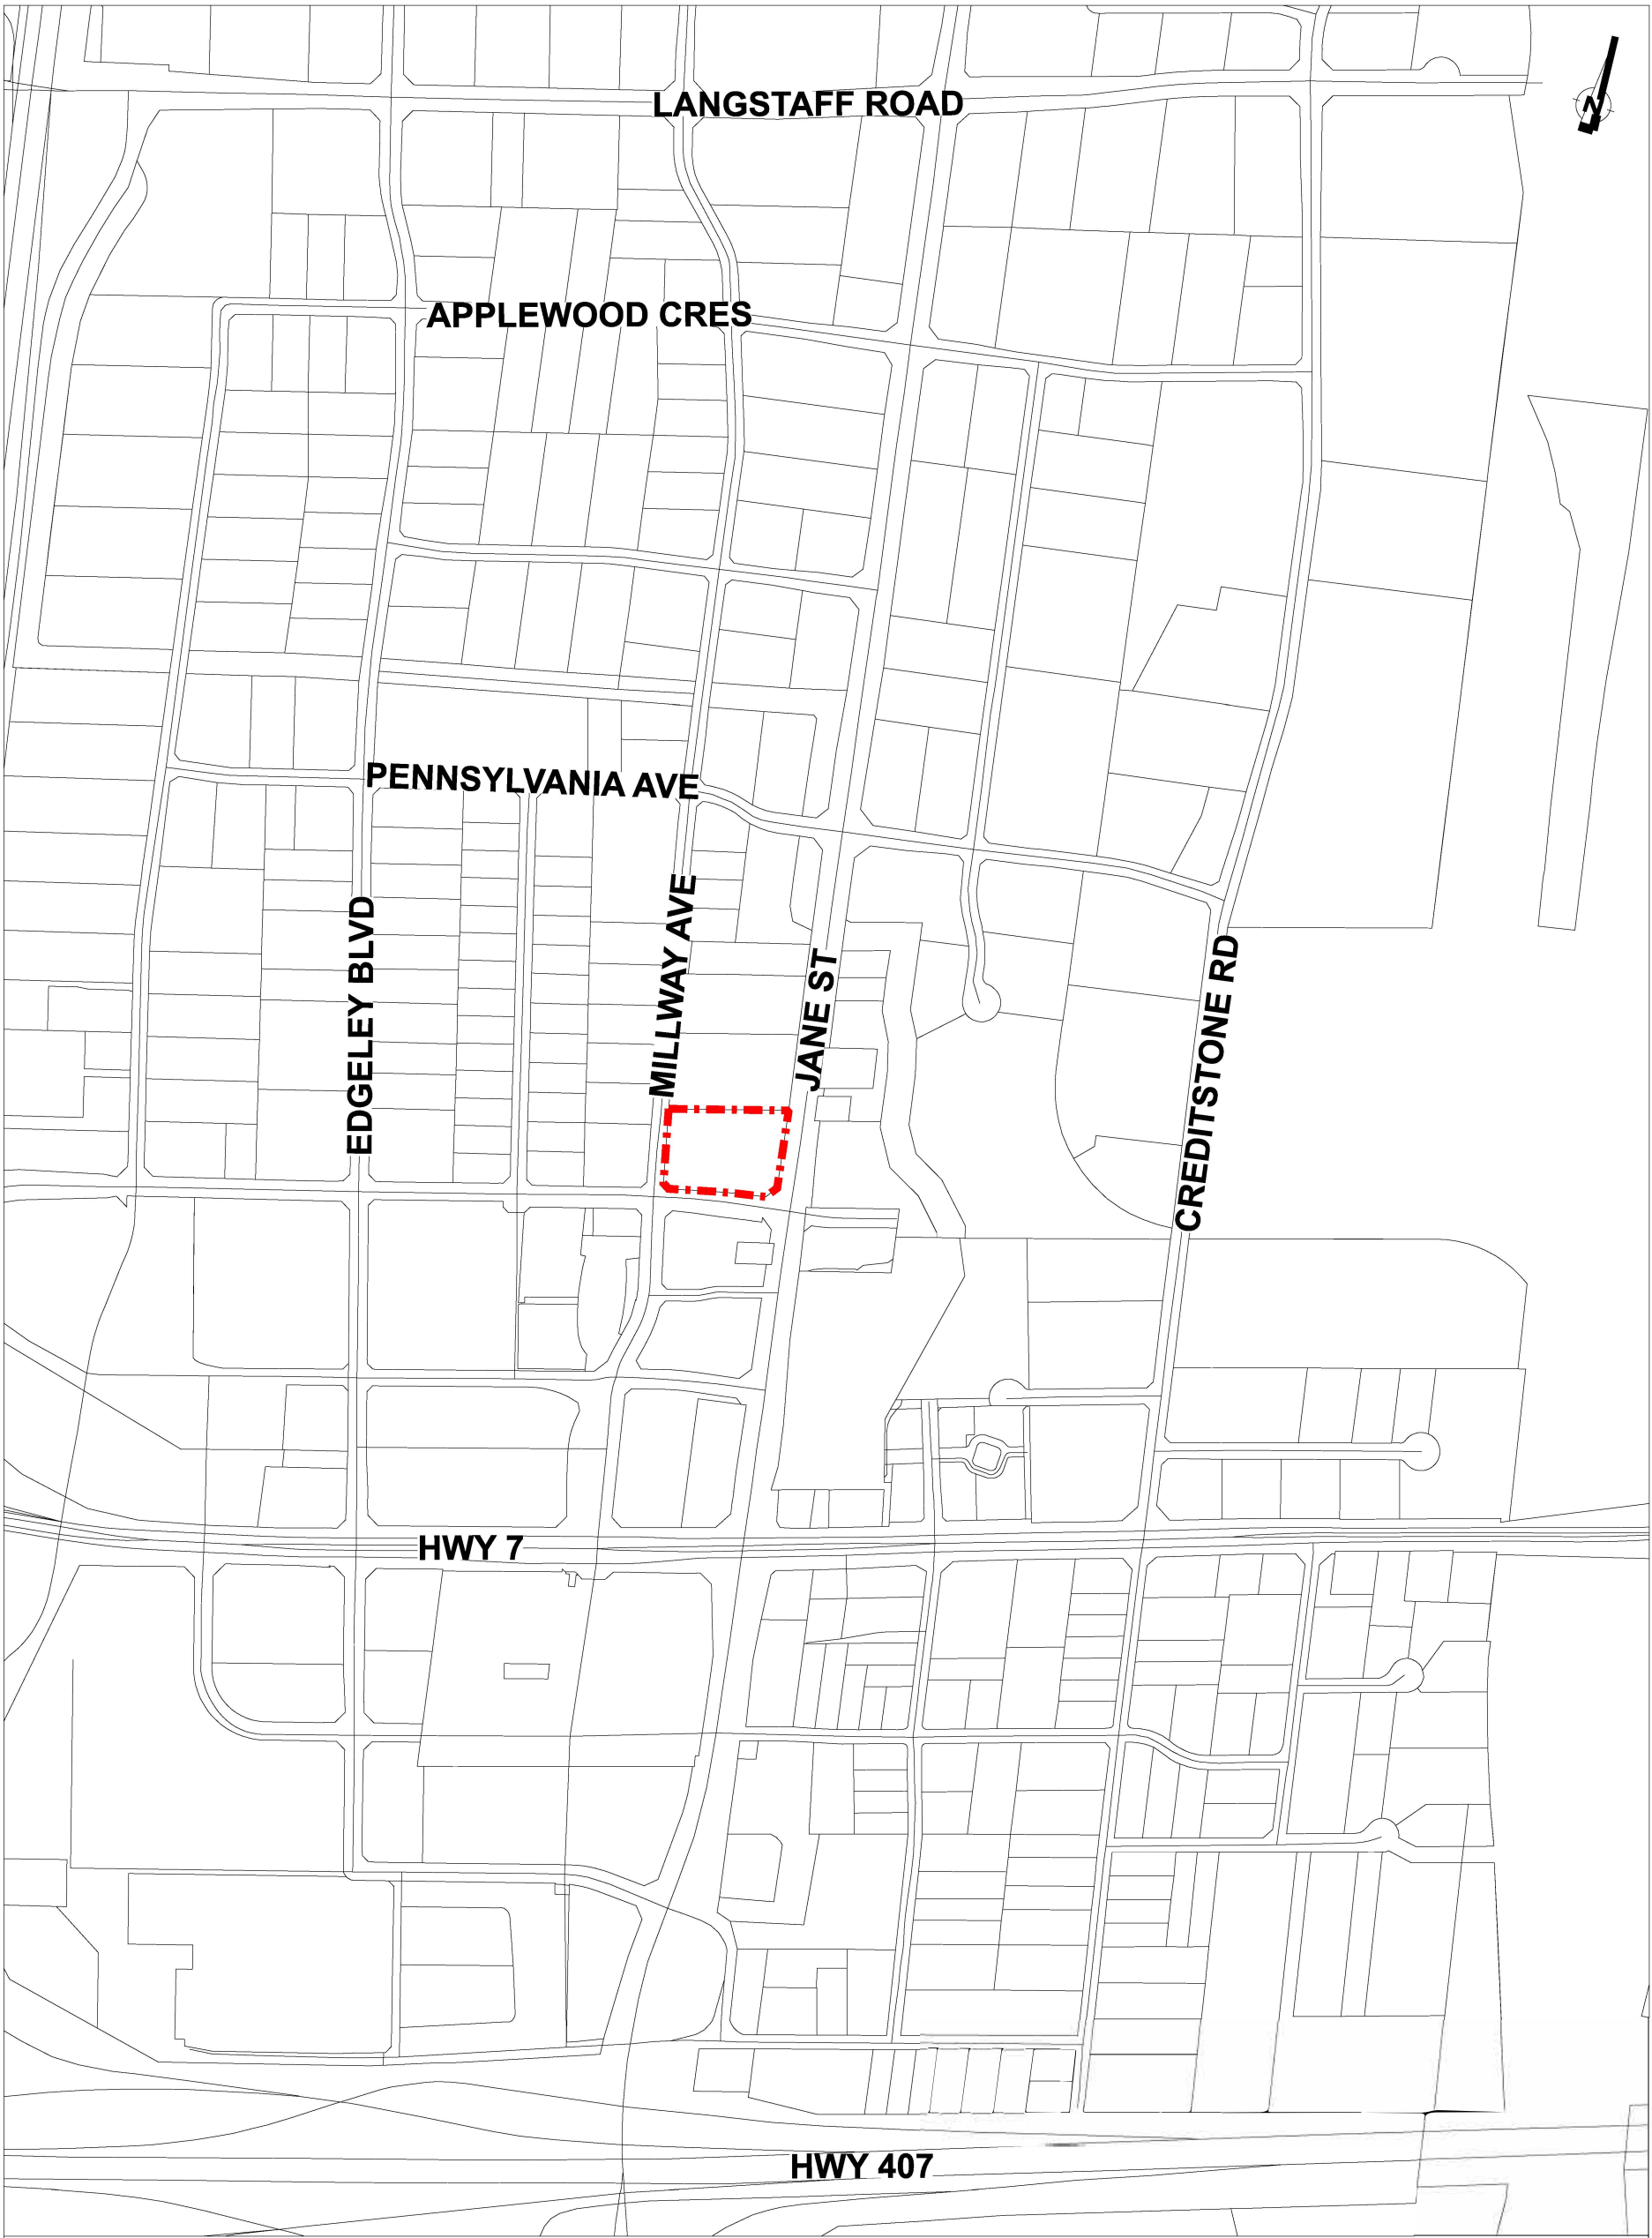 LANGSTAFF ROAD
N
APPLEWOOD CRES
PENNSYLVANIA AVE
EDGELEY BLVD
MILLWAY AVE
JANE ST
CREDITSTONE RD
HWY 7
HWY 407